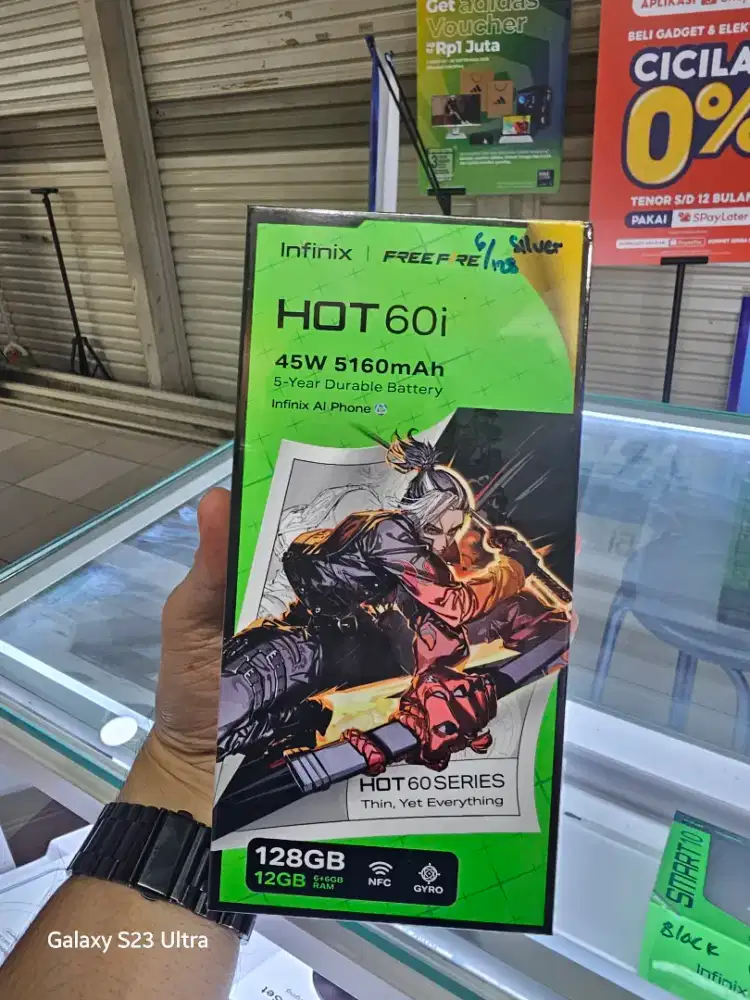 Get adidas
Voucher
Rp1 Juta
APLIKASI
BELI GADGET & ELEK
CICILA
0%
TENOR S/D 12 BULAN
PAKAI SPayLater
Infinix | FREE FIRE
6/128 Silver
HOT 60i
45W 5160mAh
5-Year Durable Battery
Infinix AI Phone
HOT 60 SERIES
Thin, Yet Everything
128GB
12GB 6+6GB RAM
NFC
GYRO
SMART 10
Black
Infinix
Galaxy S23 Ultra